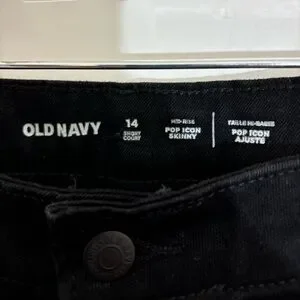 OLD NAVY
14
SHORT
COURT
MID-RISE
POP ICON
SKINNY
TAILLE MI-BASSE
POP ICON
AJUSTÉ